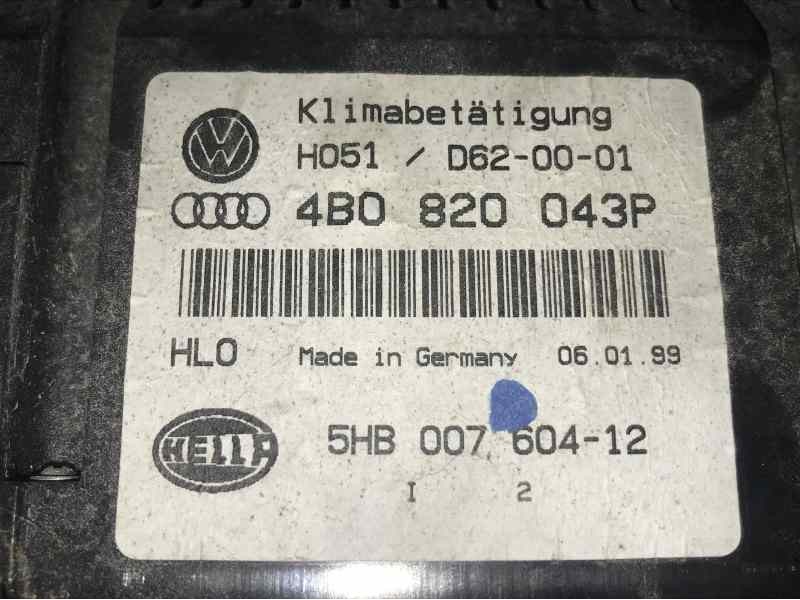 Klimabetätigung
H051 / D62-00-01
4B0 820 043P
HLO Made in Germany 06.01.99
HELLA 5HB 007 604-12
I 2